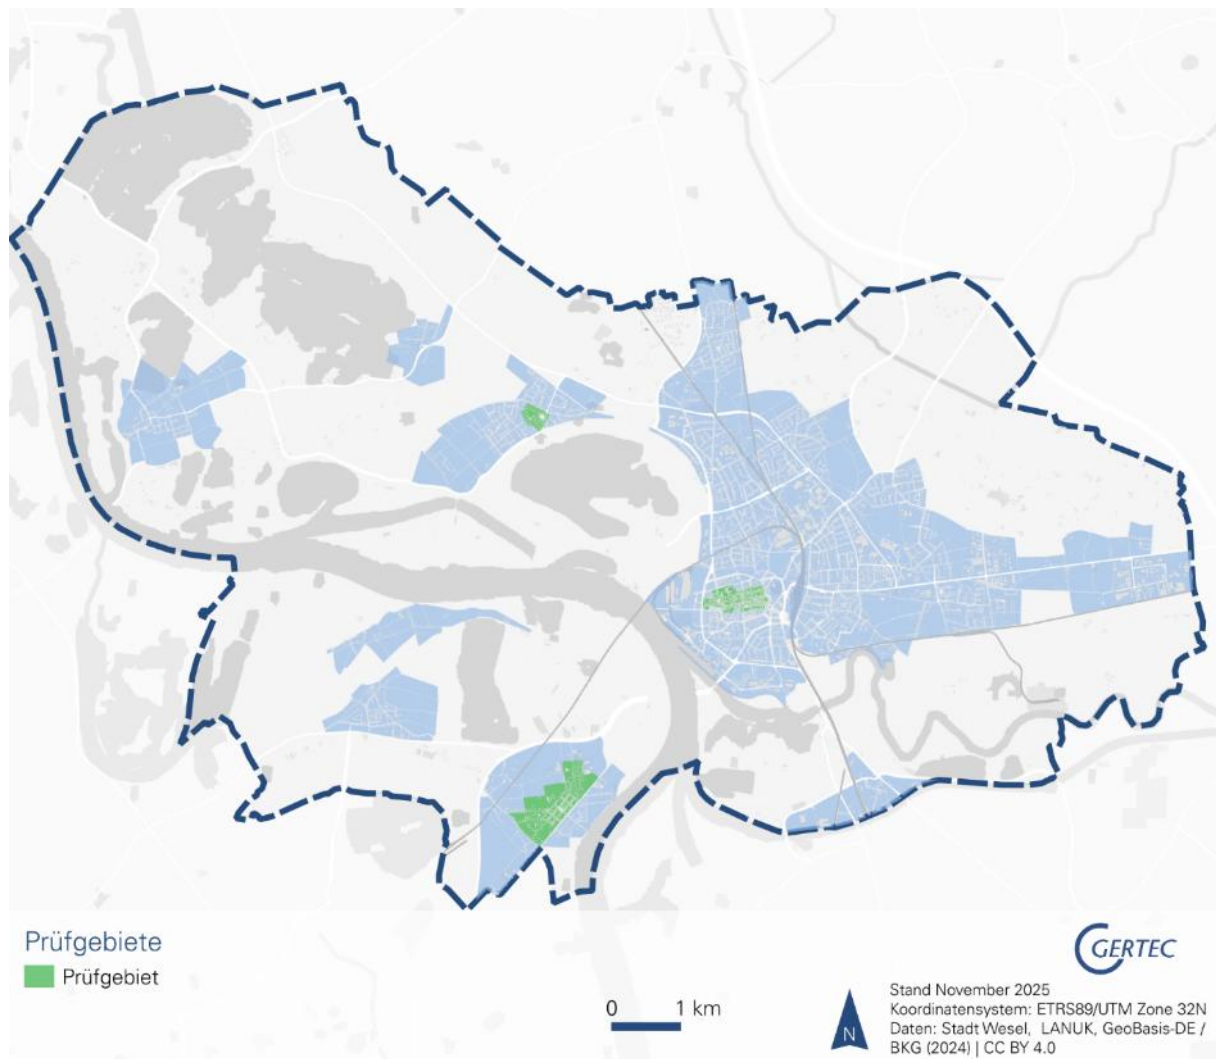 Prüfgebiete
Prüfgebiet
0 1 km
N
GERTEC
Stand November 2025
Koordinatensystem: ETRS89/UTM Zone 32N
Daten: Stadt Wesel, LANUK, GeoBasis-DE /
BKG (2024) | CC BY 4.0